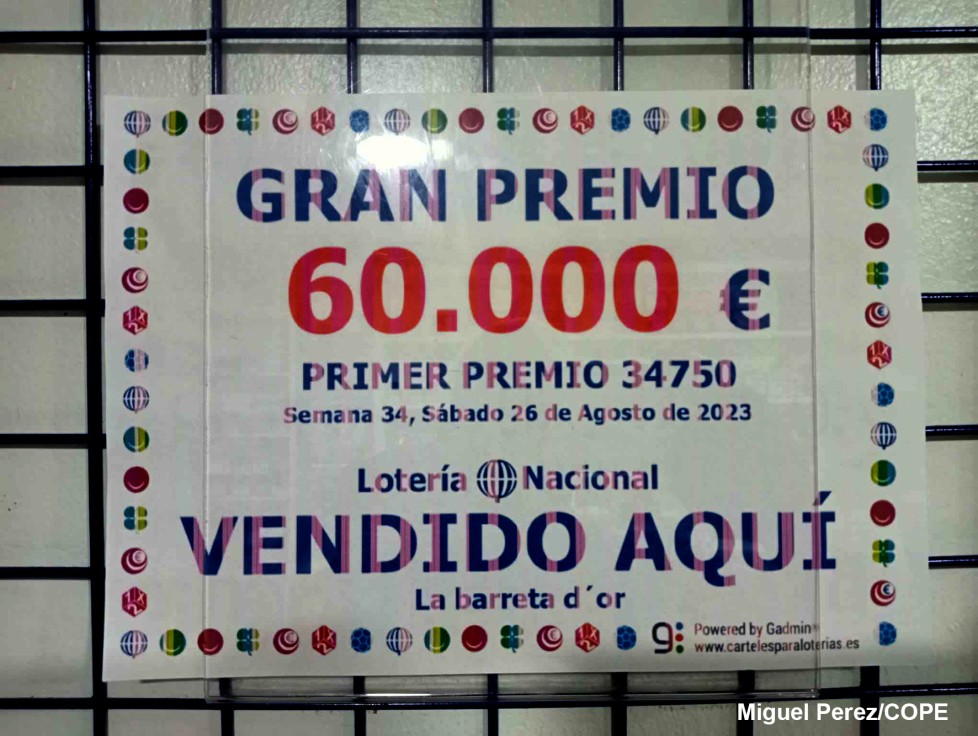 GRAN PREMIO
60.000 €
PRIMER PREMIO 34750
Semana 34, Sábado 26 de Agosto de 2023
Lotería Nacional
VENDIDO AQUÍ
La barreta d´or
g: Powered by Gadmin®
www.cartelesparaloterias.es
Miguel Perez/COPE